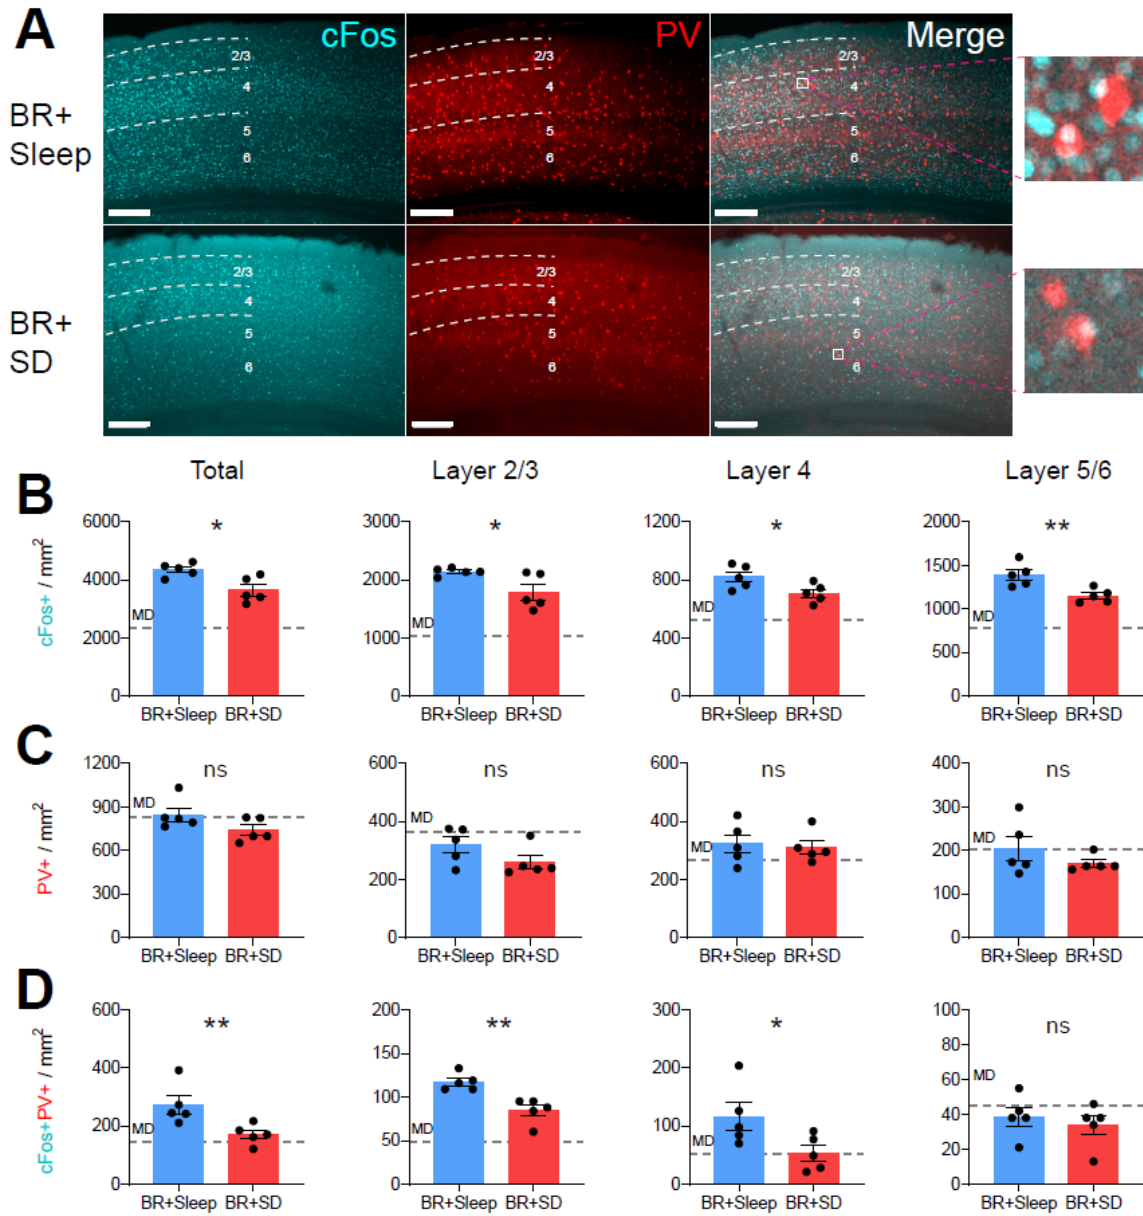 A
cFos
PV
Merge
BR+
Sleep
2/3
4
5
6
2/3
4
5
6
2/3
4
5
6
BR+
SD
2/3
4
5
6
2/3
4
5
6
2/3
4
5
6
Total
Layer 2/3
Layer 4
Layer 5/6
B
cFos+ / mm²
6000
4000
2000
0
MD
*
BR+Sleep BR+SD
3000
2000
1000
0
MD
*
BR+Sleep BR+SD
1200
800
400
0
MD
*
BR+Sleep BR+SD
2000
1500
1000
500
0
MD
**
BR+Sleep BR+SD
C
PV+ / mm²
1200
900
600
300
0
MD
ns
BR+Sleep BR+SD
600
400
200
0
MD
ns
BR+Sleep BR+SD
600
400
200
0
MD
ns
BR+Sleep BR+SD
400
300
200
100
0
MD
ns
BR+Sleep BR+SD
D
cFos+PV+ / mm²
600
400
200
0
MD
**
BR+Sleep BR+SD
200
150
100
50
0
MD
**
BR+Sleep BR+SD
300
200
100
0
MD
*
BR+Sleep BR+SD
100
80
60
40
20
0
MD
ns
BR+Sleep BR+SD